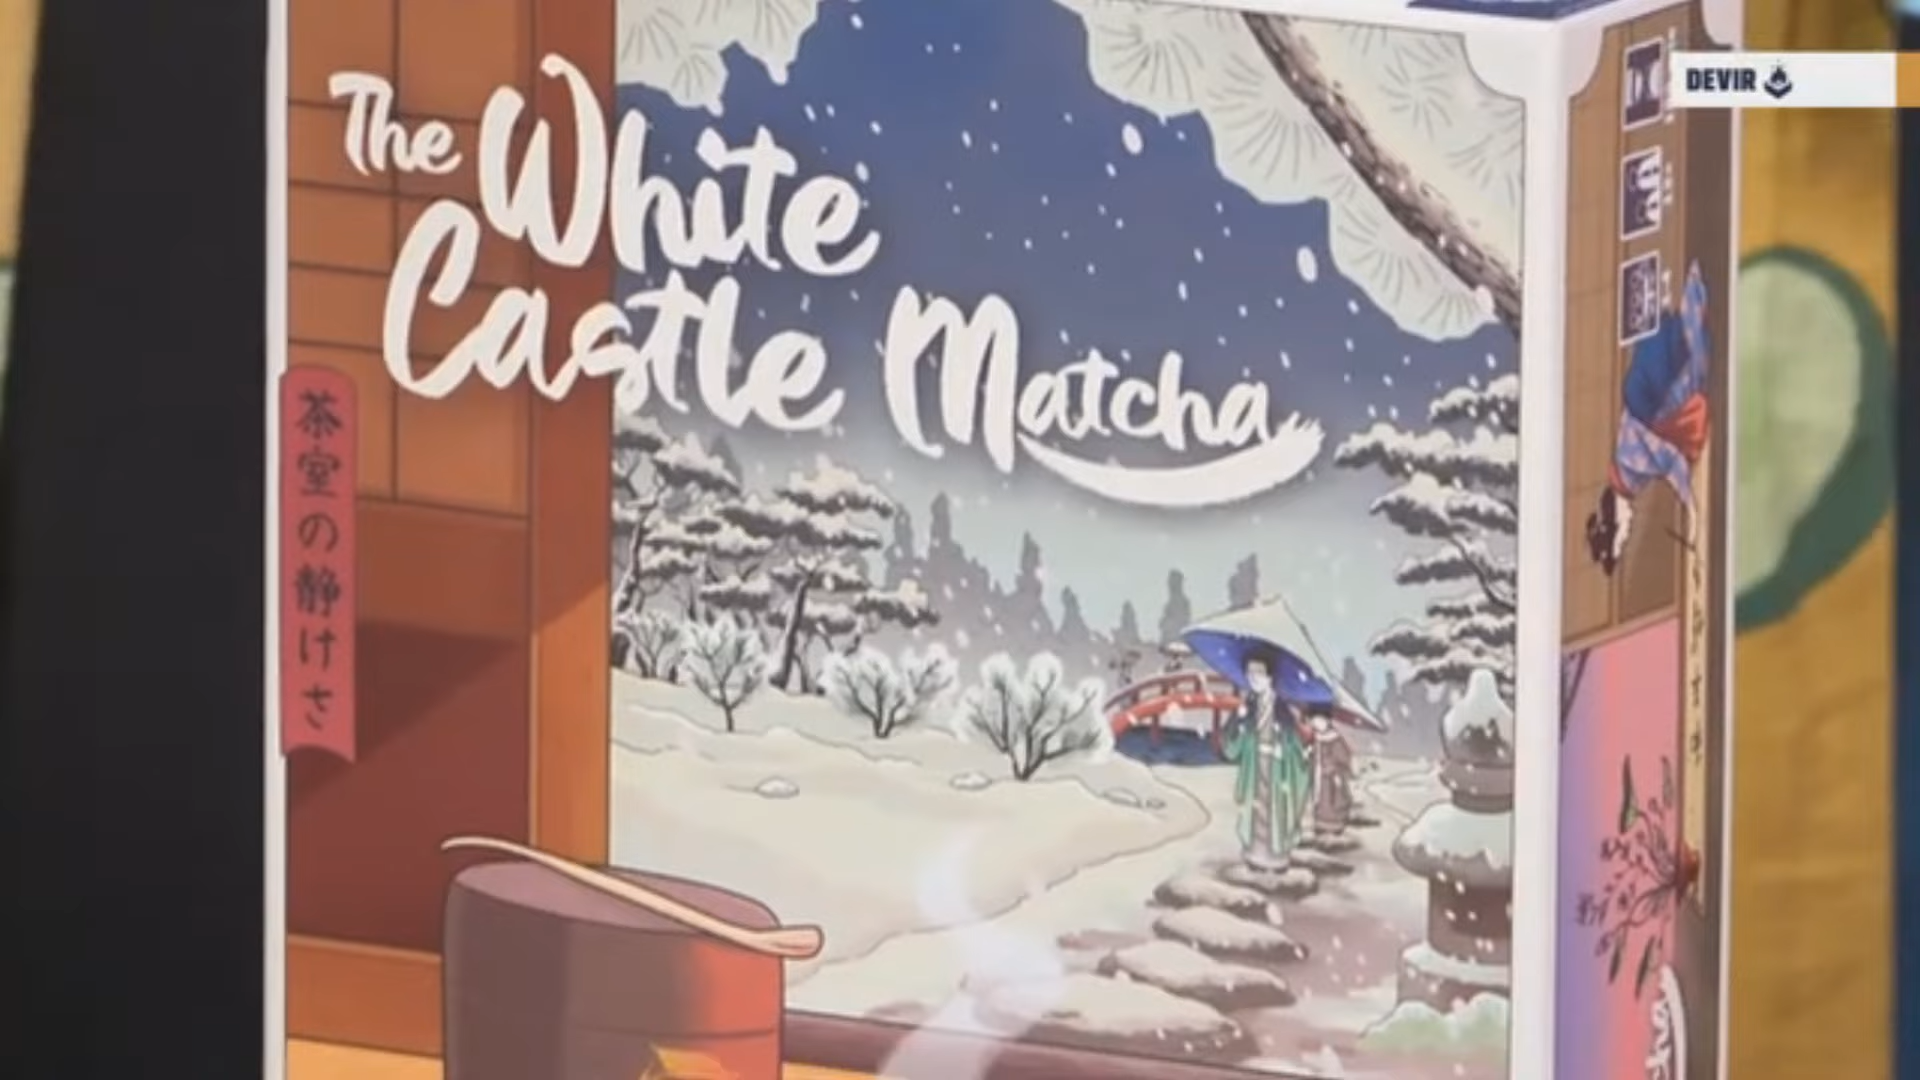 The White
Castle Matcha
茶室の静けさ
DEVIR